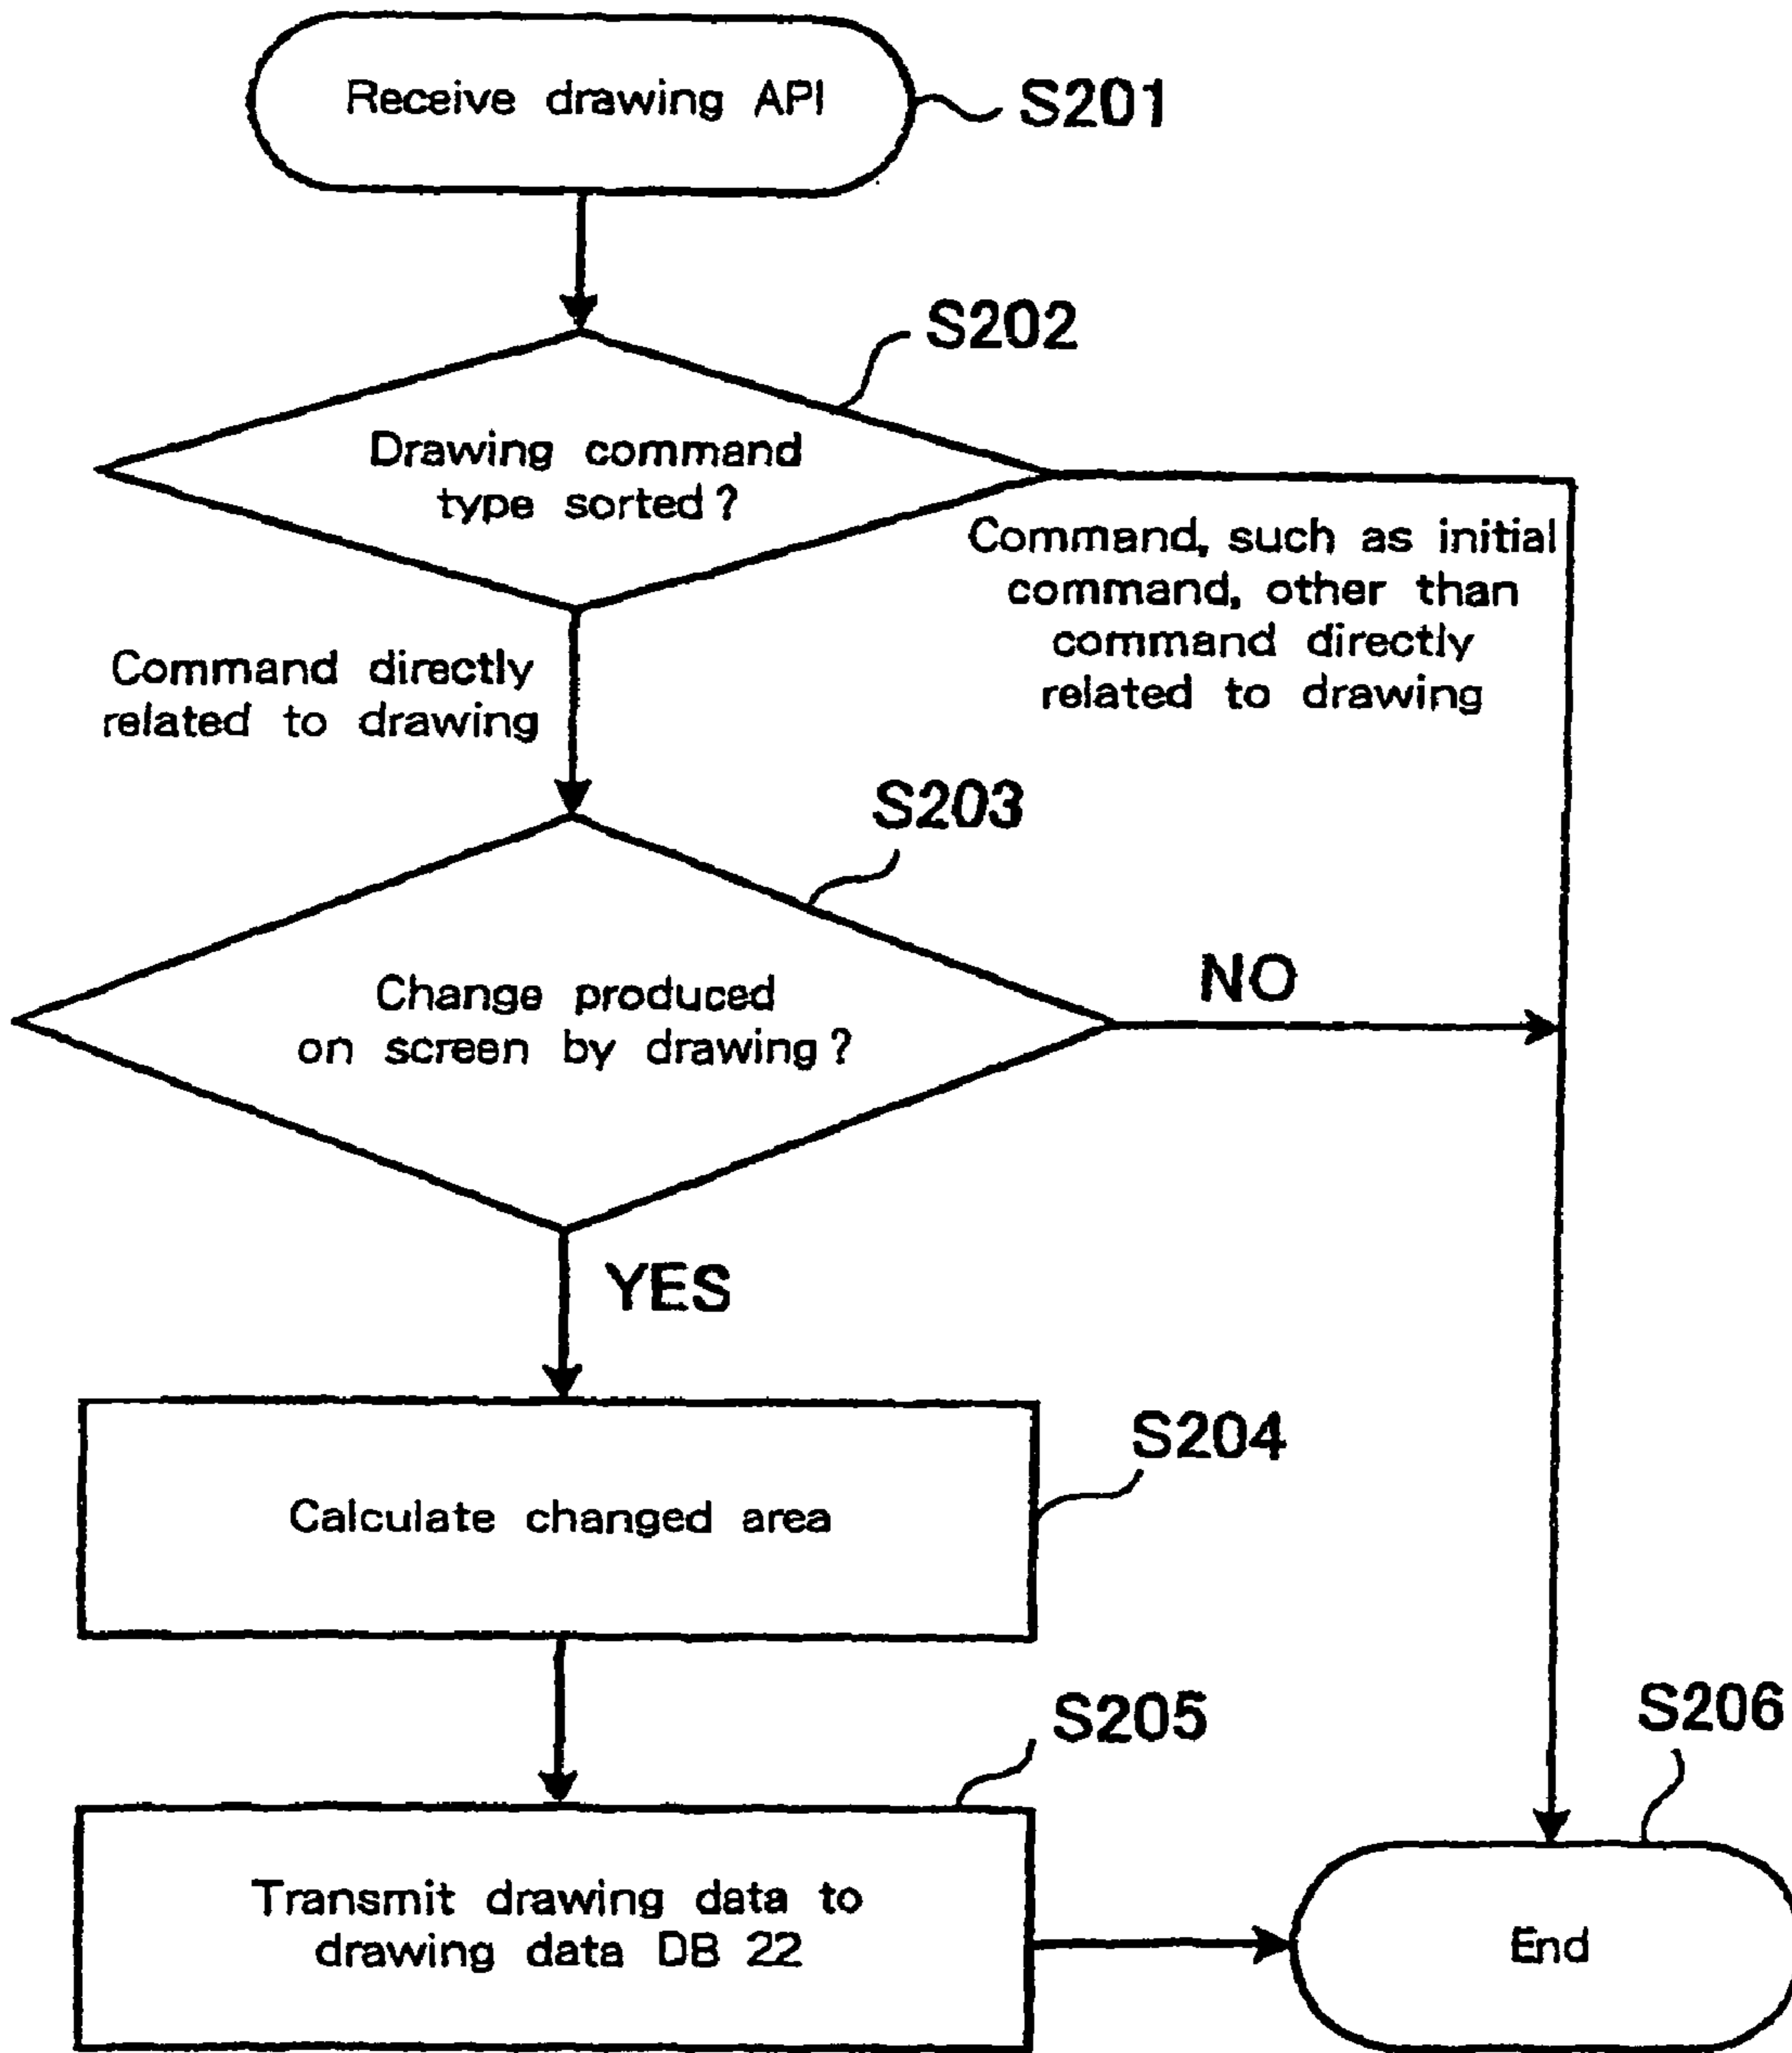 Receive drawing API
S201
S202
Drawing command
type sorted?
Command, such as initial
command, other than
command directly
related to drawing
Command directly
related to drawing
S203
Change produced
on screen by drawing?
NO
YES
S204
Calculate changed area
S205
S206
Transmit drawing data to
drawing data DB 22
End